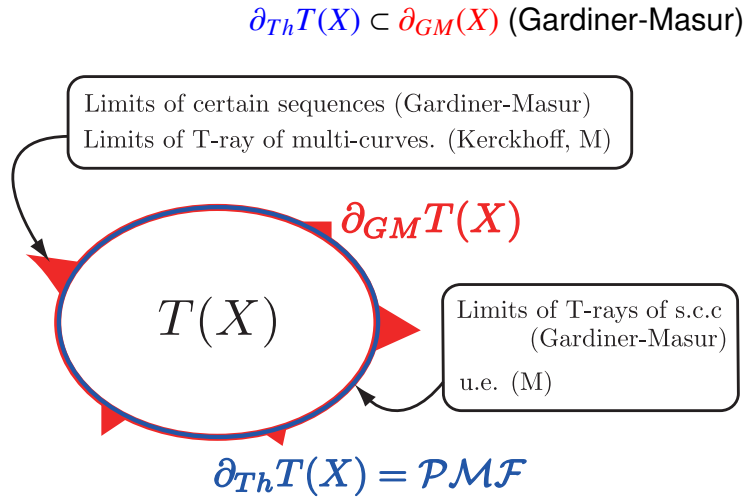 ∂_{Th}T(X) ⊂ ∂_{GM}(X) (Gardiner-Masur)
Limits of certain sequences (Gardiner-Masur)
Limits of T-ray of multi-curves. (Kerckhoff, M)
∂_{GM}T(X)
T(X)
Limits of T-rays of s.c.c
(Gardiner-Masur)
u.e. (M)
∂_{Th}T(X) = 𝒫ℳℱ